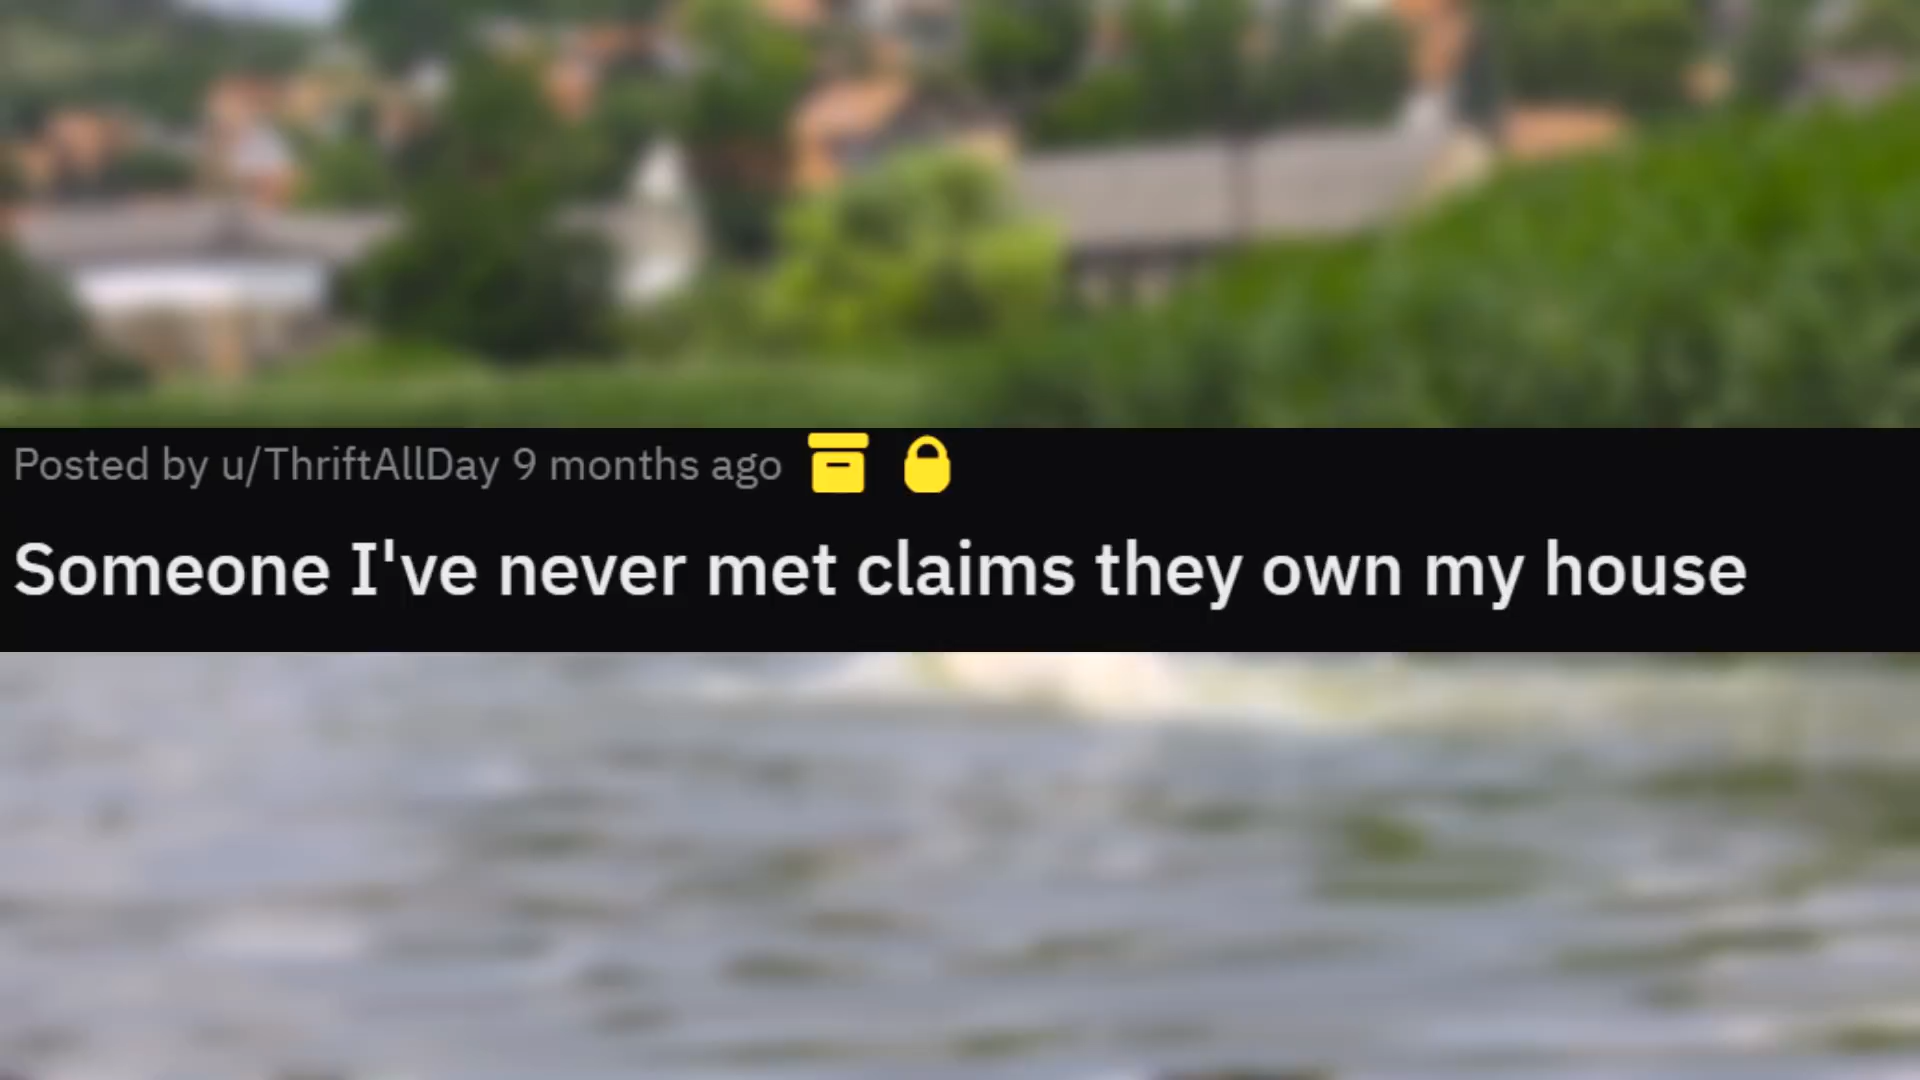 Posted by u/ThriftAllDay 9 months ago
Someone I've never met claims they own my house